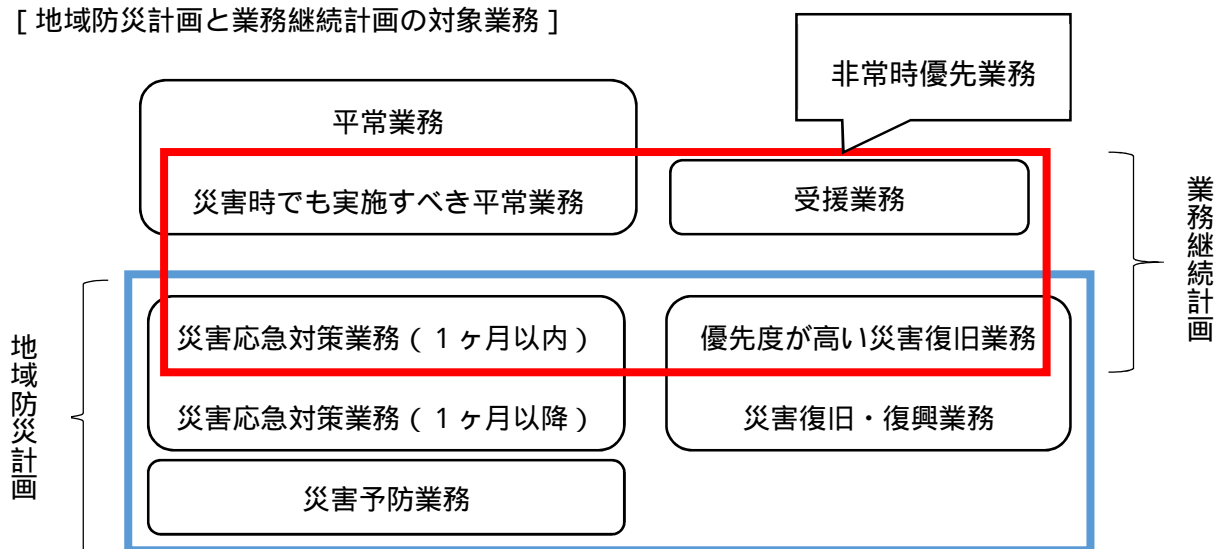 [ 地域防災計画と業務継続計画の対象業務 ]
非常時優先業務
平常業務
災害時でも実施すべき平常業務
受援業務
業務継続計画
地域防災計画
災害応急対策業務（１ヶ月以内）
優先度が高い災害復旧業務
災害応急対策業務（１ヶ月以降）
災害復旧・復興業務
災害予防業務